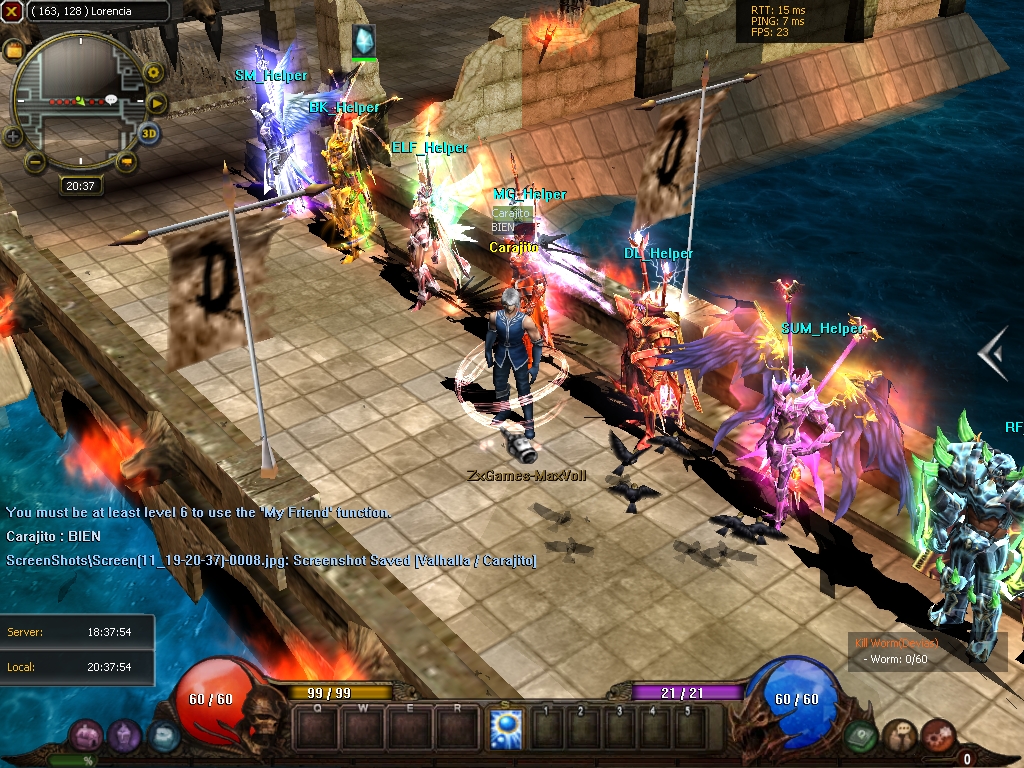 ( 163, 128 ) Lorencia
RTT: 15 ms
PING: 7 ms
FPS: 23
3D
20:37
SM_Helper
BK_Helper
ELF_Helper
MG_Helper
Carajito
BIEN
Carajito
DL_Helper
SUM_Helper
RF
ZxGames-MaxVoll
You must be at least level 6 to use the 'My Friend' function.
Carajito : BIEN
ScreenShots\Screen[11_19-20-37]-0008.jpg: Screenshot Saved [Valhalla / Carajito]
Server: 18:37:54
Local: 20:37:54
Kill Worm(Devias)
- Worm: 0/60
60 / 60
99 / 99
21 / 21
60 / 60
Q W E R S 1 2 3 4 5
%
0